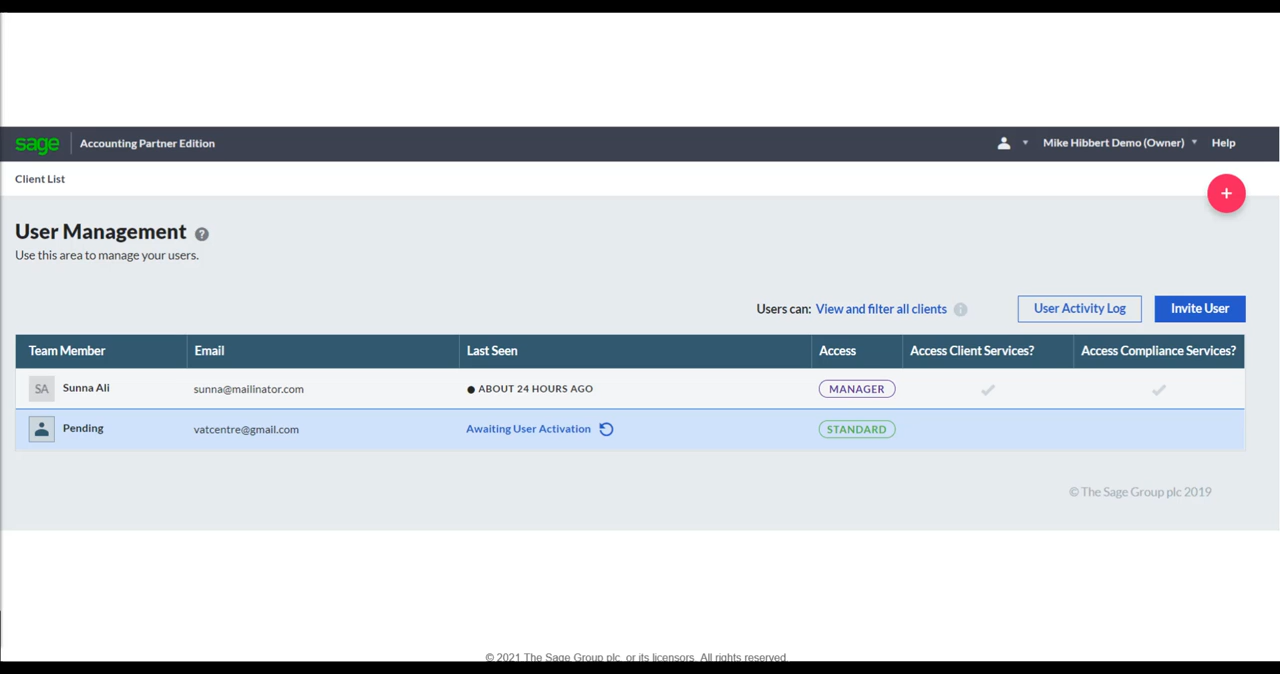 sage Accounting Partner Edition Mike Hibbert Demo (Owner) Help
Client List
+
User Management ?
Use this area to manage your users.
Users can: View and filter all clients i User Activity Log Invite User
Team Member Email Last Seen Access Access Client Services? Access Compliance Services?
SA Sunna Ali sunna@mailinator.com ABOUT 24 HOURS AGO MANAGER
Pending vatcentre@gmail.com Awaiting User Activation STANDARD
© The Sage Group plc 2019
© 2021 The Sage Group plc, or its licensors. All rights reserved.